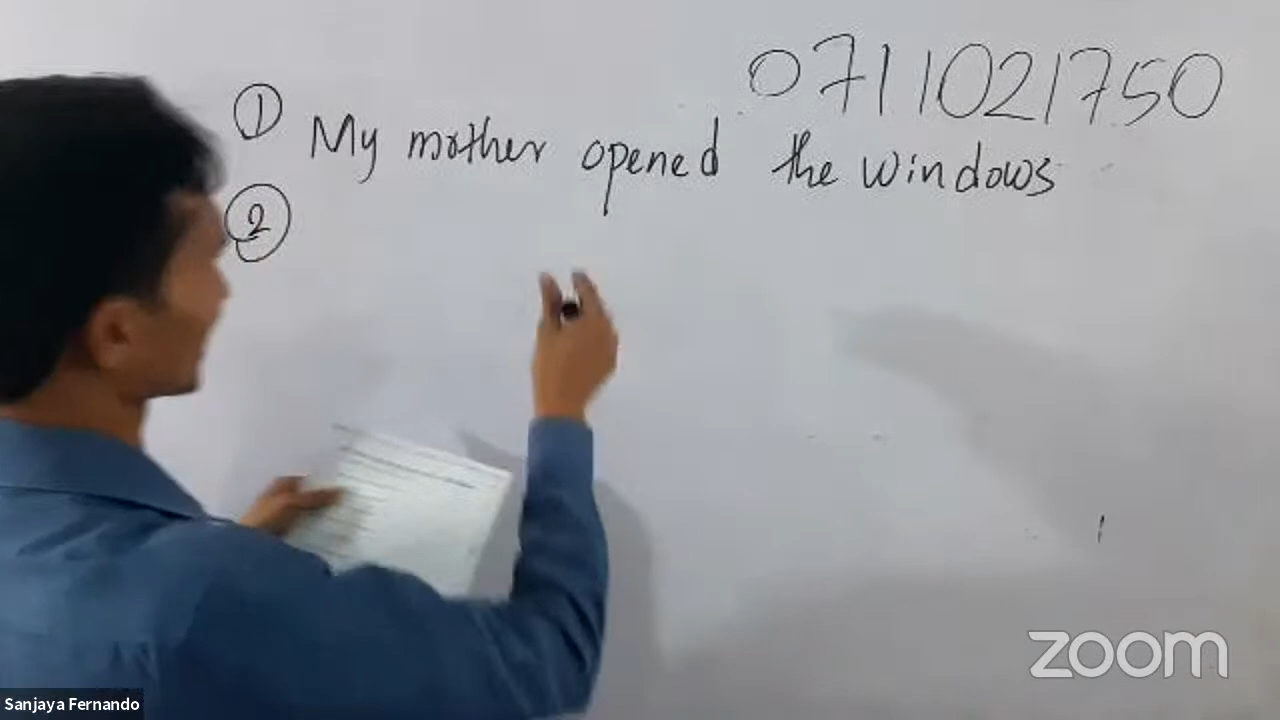 0711021750
① My mother opened the windows
②
zoom
Sanjaya Fernando